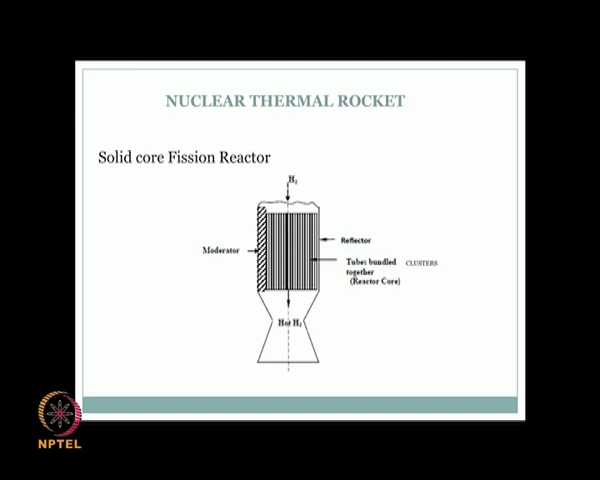 NUCLEAR THERMAL ROCKET
Solid core Fission Reactor
H₂
Reflector
Moderator
Tubes bundled CLUSTERS
together
(Reactor Core)
Hot H₂
NPTEL